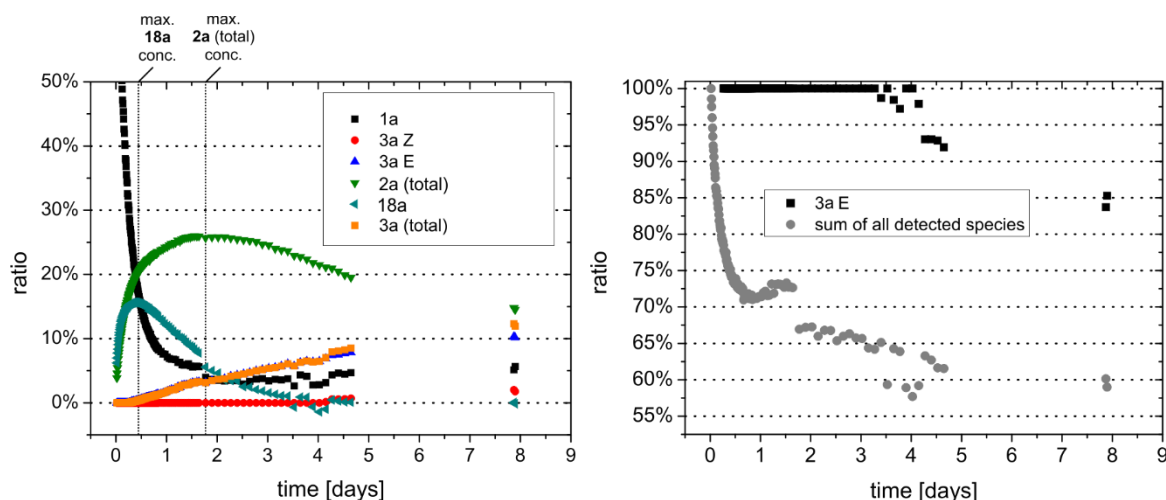 max.
18a
conc.
max.
2a (total)
conc.
50%
40%
30%
20%
10%
0%
ratio
1a
3a Z
3a E
2a (total)
18a
3a (total)
0 1 2 3 4 5 6 7 8 9
time [days]
100%
95%
90%
85%
80%
75%
70%
65%
60%
55%
ratio
3a E
sum of all detected species
0 1 2 3 4 5 6 7 8 9
time [days]